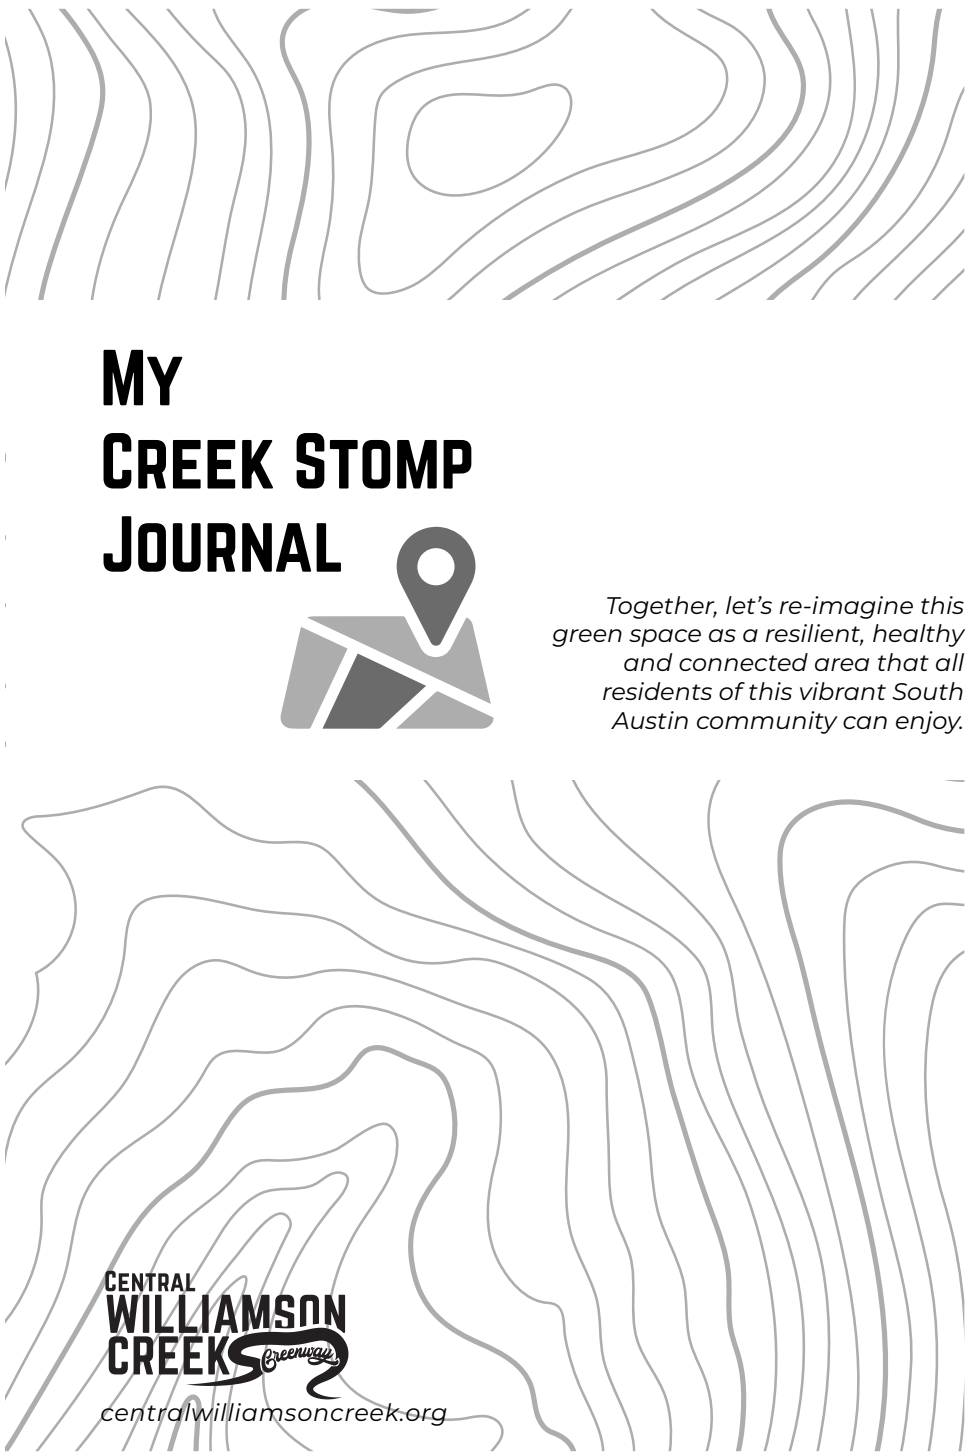 My
Creek Stomp
Journal
Together, let’s re-imagine this
green space as a resilient, healthy
and connected area that all
residents of this vibrant South
Austin community can enjoy.
Central
WILLIAMSON
CREEK
Greenway
centralwilliamsoncreek.org